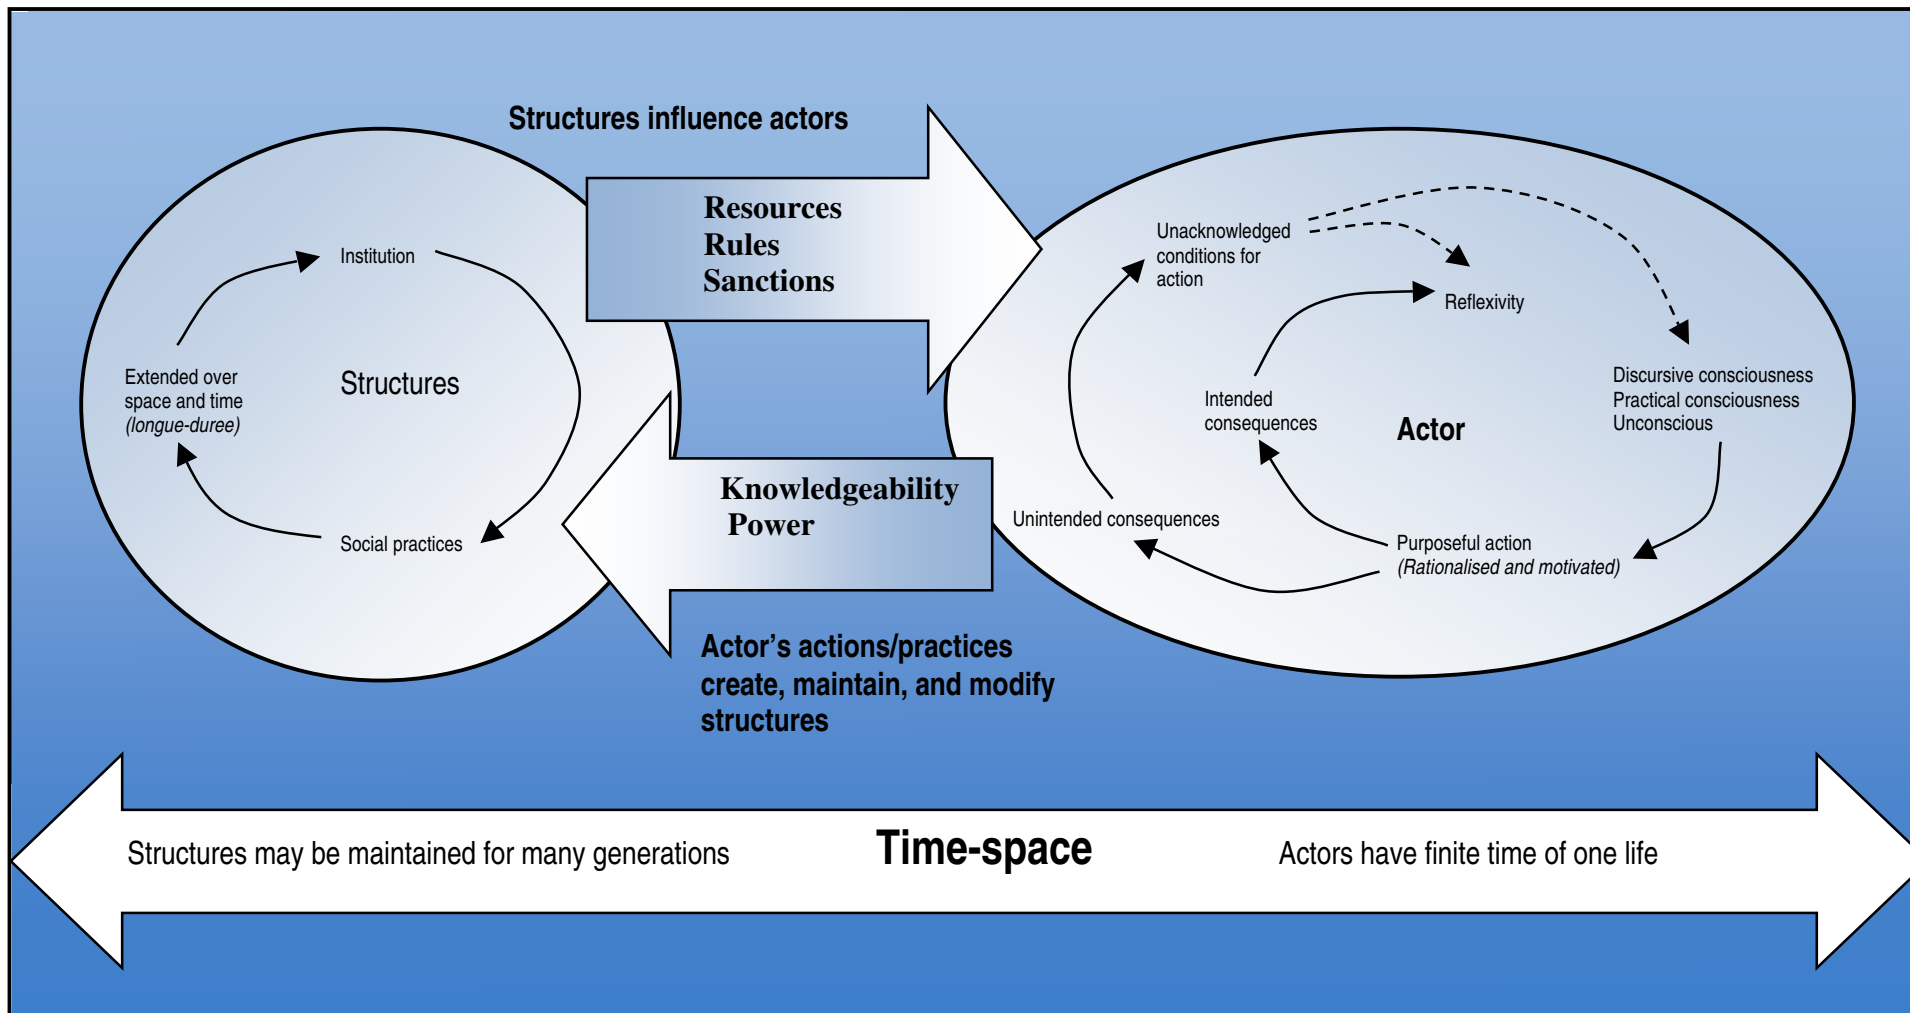 Structures influence actors
Resources
Rules
Sanctions
Institution
Structures
Extended over
space and time
(longue-duree)
Social practices
Knowledgeability
Power
Actor’s actions/practices
create, maintain, and modify
structures
Unacknowledged
conditions for
action
Reflexivity
Discursive consciousness
Practical consciousness
Unconscious
Intended
consequences
Actor
Unintended consequences
Purposeful action
(Rationalised and motivated)
Structures may be maintained for many generations
Time-space
Actors have finite time of one life